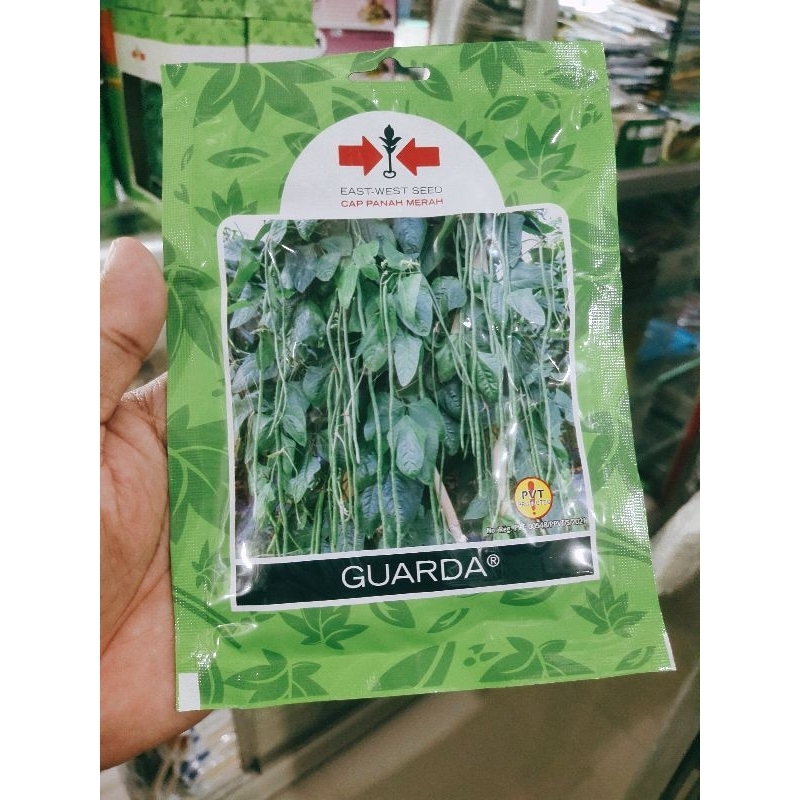 EAST-WEST SEED
CAP PANAH MERAH
PVT
GUARDA®